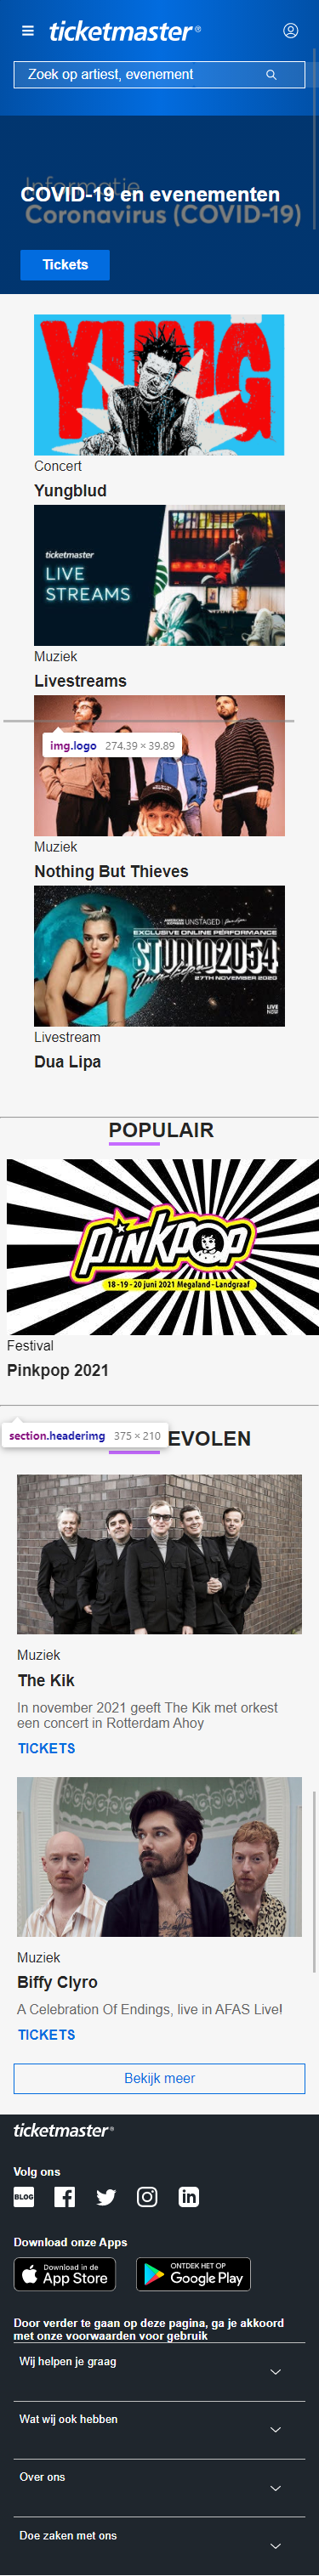 ticketmaster®
Zoek op artiest, evenement
Informatie
COVID-19 en evenementen
Coronavirus (COVID-19)
Tickets
YUNG
Concert
Yungblud
ticketmaster
LIVE
STREAMS
Muziek
Livestreams
img.logo 274.39 × 39.89
Muziek
Nothing But Thieves
AMERICAN EXPRESS UNSTAGED
EXCLUSIVE ONLINE PERFORMANCE
STUDIO2054
Dua Lipa
27TH NOVEMBER 2020
LIVE
NOW
Livestream
Dua Lipa
POPULAIR
pinkpop
18-19-20 juni 2021 Megaland-Landgraaf
Festival
Pinkpop 2021
section.headerimg 375 × 210
EVOLEN
Muziek
The Kik
In november 2021 geeft The Kik met orkest
een concert in Rotterdam Ahoy
TICKETS
Muziek
Biffy Clyro
A Celebration Of Endings, live in AFAS Live!
TICKETS
Bekijk meer
ticketmaster®
Volg ons
BLOG
in
Download onze Apps
Download in de
App Store
ONTDEK HET OP
Google Play
Door verder te gaan op deze pagina, ga je akkoord
met onze voorwaarden voor gebruik
Wij helpen je graag
Wat wij ook hebben
Over ons
Doe zaken met ons